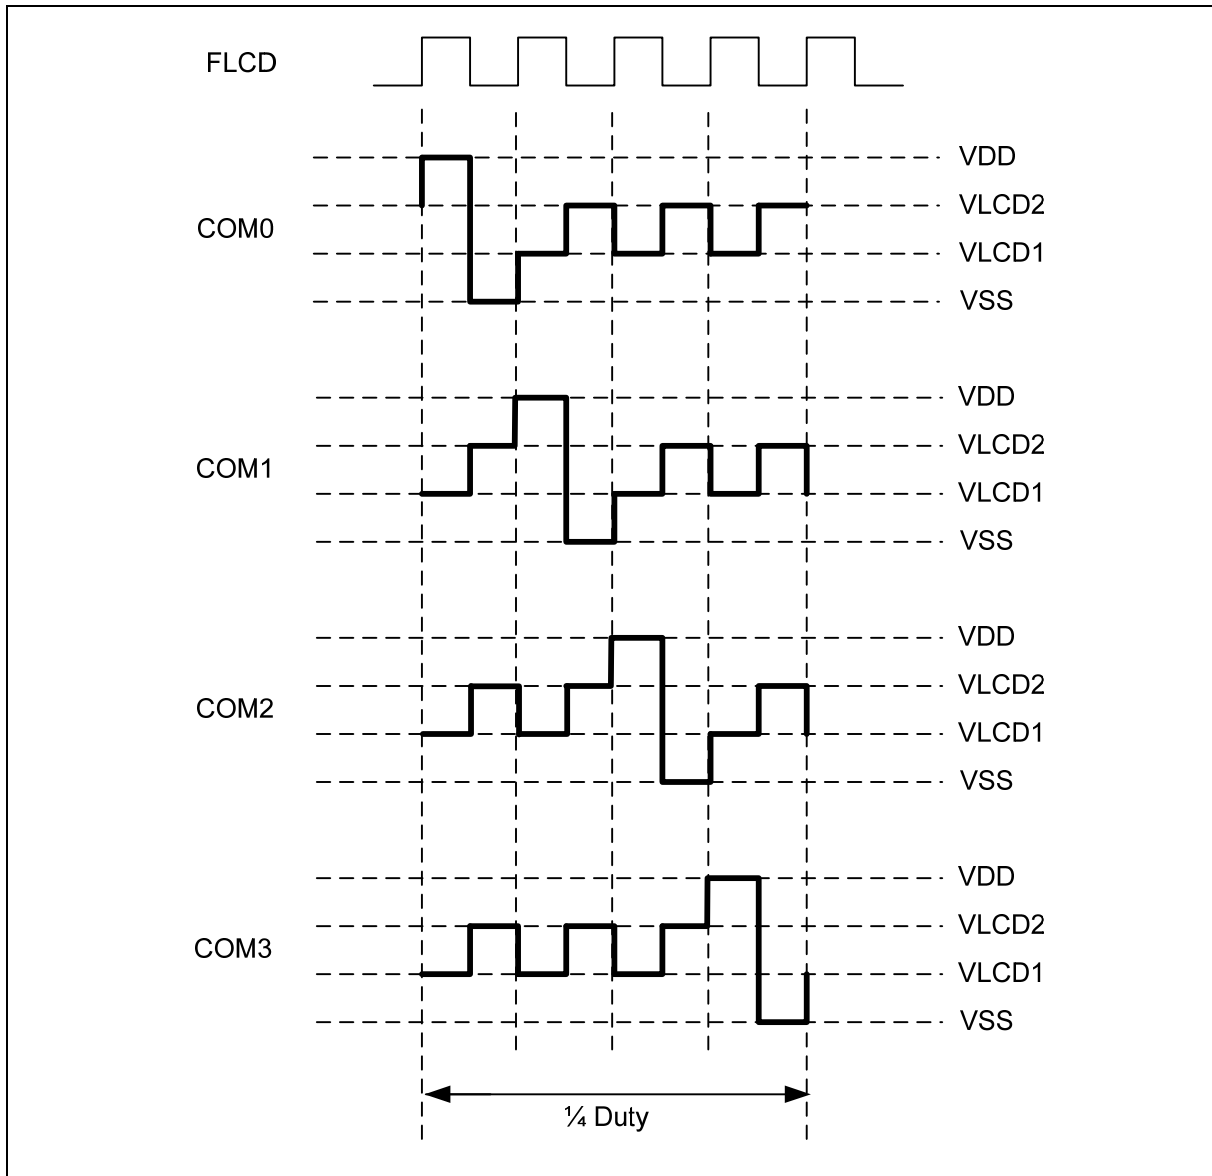 FLCD
VDD
VLCD2
COM0
VLCD1
VSS
VDD
VLCD2
COM1
VLCD1
VSS
VDD
VLCD2
COM2
VLCD1
VSS
VDD
VLCD2
COM3
VLCD1
VSS
¼ Duty